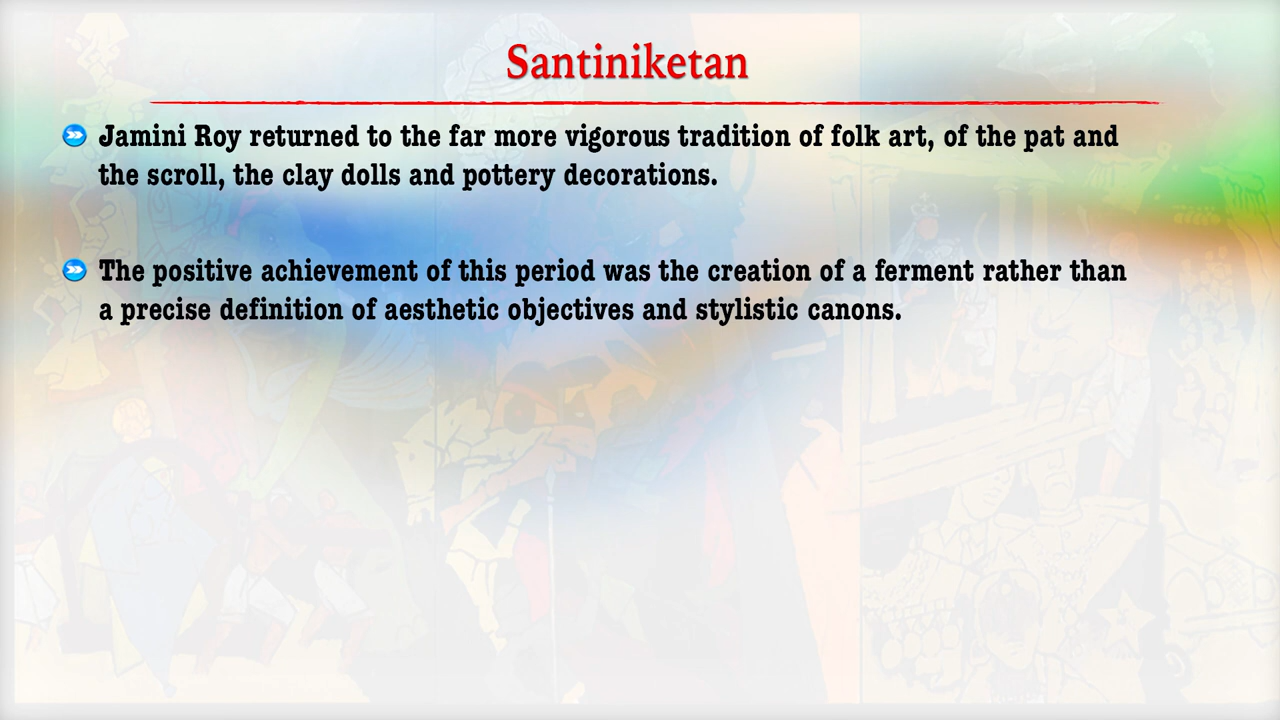 Santiniketan
Jamini Roy returned to the far more vigorous tradition of folk art, of the pat and
the scroll, the clay dolls and pottery decorations.
The positive achievement of this period was the creation of a ferment rather than
a precise definition of aesthetic objectives and stylistic canons.